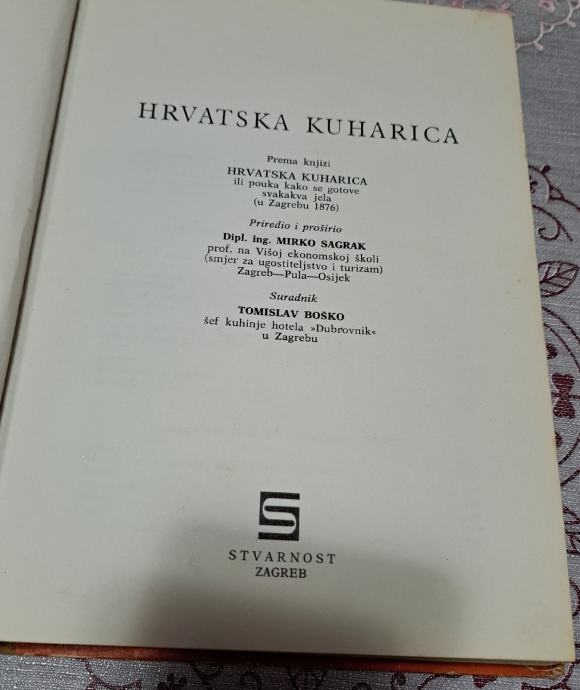 HRVATSKA KUHARICA
Prema knjizi
HRVATSKA KUHARICA
ili pouka kako se gotove
svakakva jela
(u Zagrebu 1876)
Priredio i proširio
Dipl. ing. MIRKO SAGRAK
prof. na Višoj ekonomskoj školi
(smjer za ugostiteljstvo i turizam)
Zagreb—Pula—Osijek
Suradnik
TOMISLAV BOŠKO
šef kuhinje hotela »Dubrovnik«
u Zagrebu
STVARNOST
ZAGREB